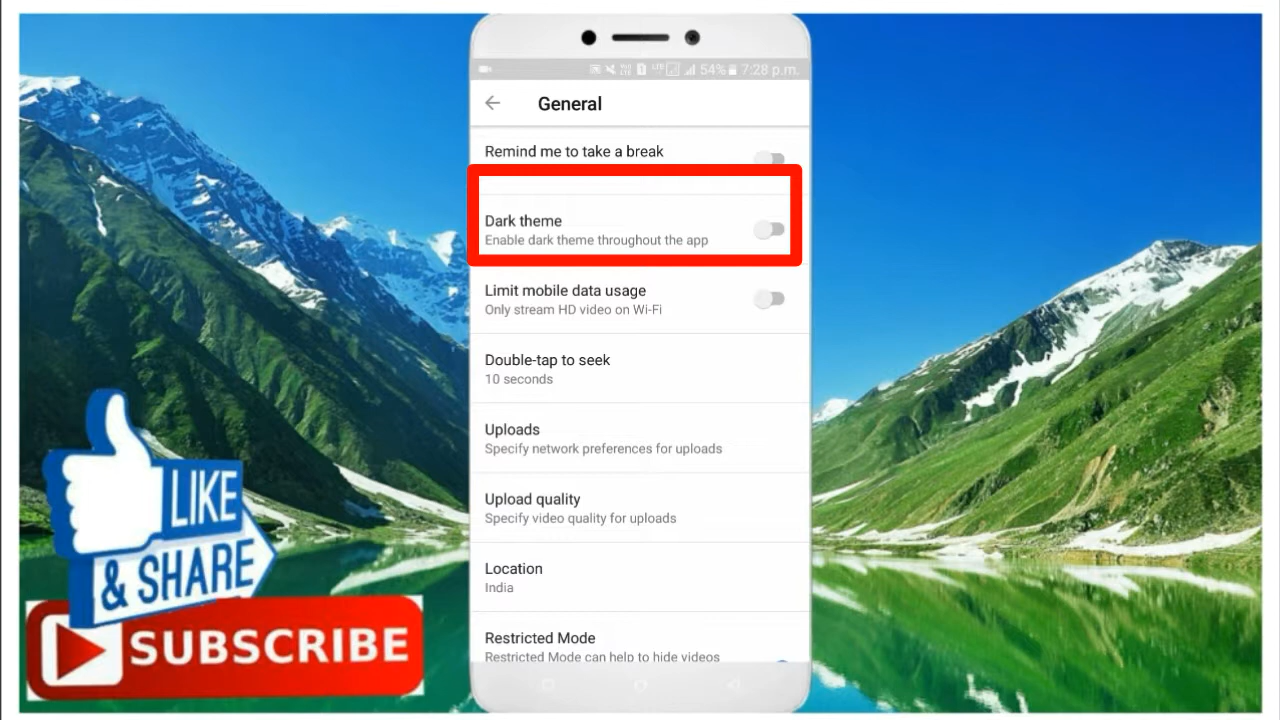 54% 7:28 p.m.
General
Remind me to take a break
Dark theme
Enable dark theme throughout the app
Limit mobile data usage
Only stream HD video on Wi-Fi
Double-tap to seek
10 seconds
Uploads
Specify network preferences for uploads
Upload quality
Specify video quality for uploads
Location
India
Restricted Mode
Restricted Mode can help to hide videos
LIKE
& SHARE
SUBSCRIBE